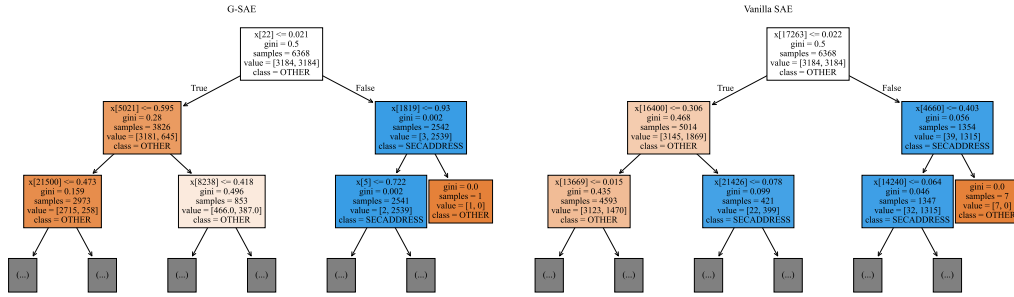 G-SAE
x[22] <= 0.021
gini = 0.5
samples = 6368
value = [3184, 3184]
class = OTHER
True
False
x[5021] <= 0.595
gini = 0.28
samples = 3826
value = [3181, 645]
class = OTHER
x[1819] <= 0.93
gini = 0.002
samples = 2542
value = [3, 2539]
class = SECADDRESS
x[21500] <= 0.473
gini = 0.159
samples = 2973
value = [2715, 258]
class = OTHER
x[8238] <= 0.418
gini = 0.496
samples = 853
value = [466.0, 387.0]
class = OTHER
x[5] <= 0.722
gini = 0.002
samples = 2541
value = [2, 2539]
class = SECADDRESS
gini = 0.0
samples = 1
value = [1, 0]
class = OTHER
(...)
(...)
(...)
(...)
(...)
(...)
Vanilla SAE
x[17263] <= 0.022
gini = 0.5
samples = 6368
value = [3184, 3184]
class = OTHER
True
False
x[16400] <= 0.306
gini = 0.468
samples = 5014
value = [3145, 1869]
class = OTHER
x[4660] <= 0.403
gini = 0.056
samples = 1354
value = [39, 1315]
class = SECADDRESS
x[13669] <= 0.015
gini = 0.435
samples = 4593
value = [3123, 1470]
class = OTHER
x[21426] <= 0.078
gini = 0.099
samples = 421
value = [22, 399]
class = SECADDRESS
x[14240] <= 0.064
gini = 0.046
samples = 1347
value = [32, 1315]
class = SECADDRESS
gini = 0.0
samples = 7
value = [7, 0]
class = OTHER
(...)
(...)
(...)
(...)
(...)
(...)